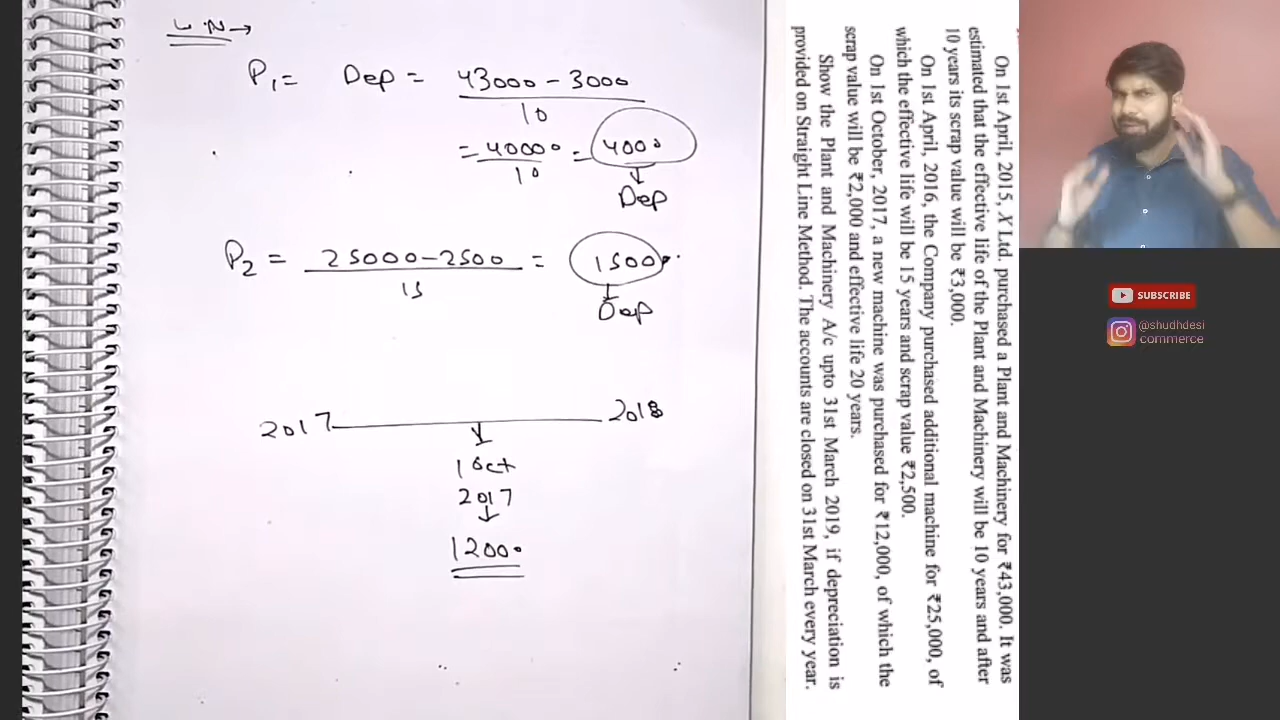 W.N →
P₁ = Dep = 43000 - 3000
10
= 40000 = 4000
10
Dep
P₂ = 25000 - 2500 = 1500
15
Dep
2017 2018
1 Oct
2017
12000
On 1st April, 2015, X Ltd. purchased a Plant and Machinery for ₹43,000. It was
estimated that the effective life of the Plant and Machinery will be 10 years and after
10 years its scrap value will be ₹3,000.
On 1st April, 2016, the Company purchased additional machine for ₹25,000, of
which the effective life will be 15 years and scrap value ₹2,500.
On 1st October, 2017, a new machine was purchased for ₹12,000, of which the
scrap value will be ₹2,000 and effective life 20 years.
Show the Plant and Machinery A/c upto 31st March 2019, if depreciation is
provided on Straight Line Method. The accounts are closed on 31st March every year.
SUBSCRIBE
@shudhdesi
commerce